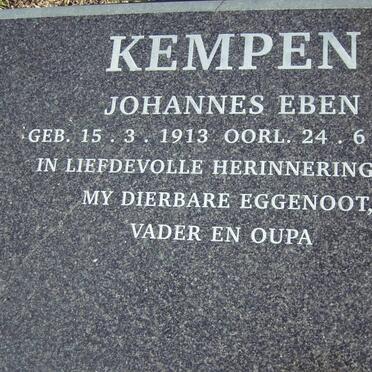 KEMPEN
JOHANNES EBEN
GEB. 15 . 3 . 1913 OORL. 24 . 6
IN LIEFDEVOLLE HERINNERING
MY DIERBARE EGGENOOT,
VADER EN OUPA